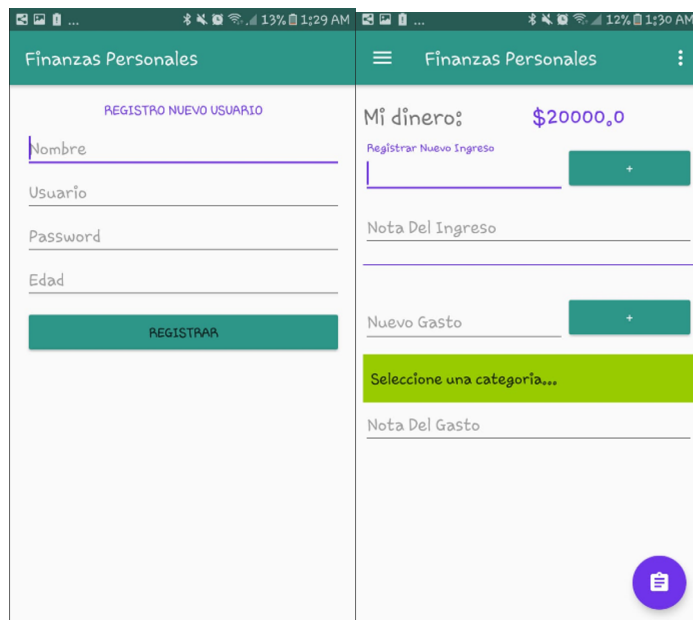 ... 13% 1:29 AM
Finanzas Personales
REGISTRO NUEVO USUARIO
Nombre
Usuario
Password
Edad
REGISTRAR
... 12% 1:30 AM
Finanzas Personales
Mi dinero: $20000.0
Registrar Nuevo Ingreso
+
Nota Del Ingreso
Nuevo Gasto +
Seleccione una categoria...
Nota Del Gasto